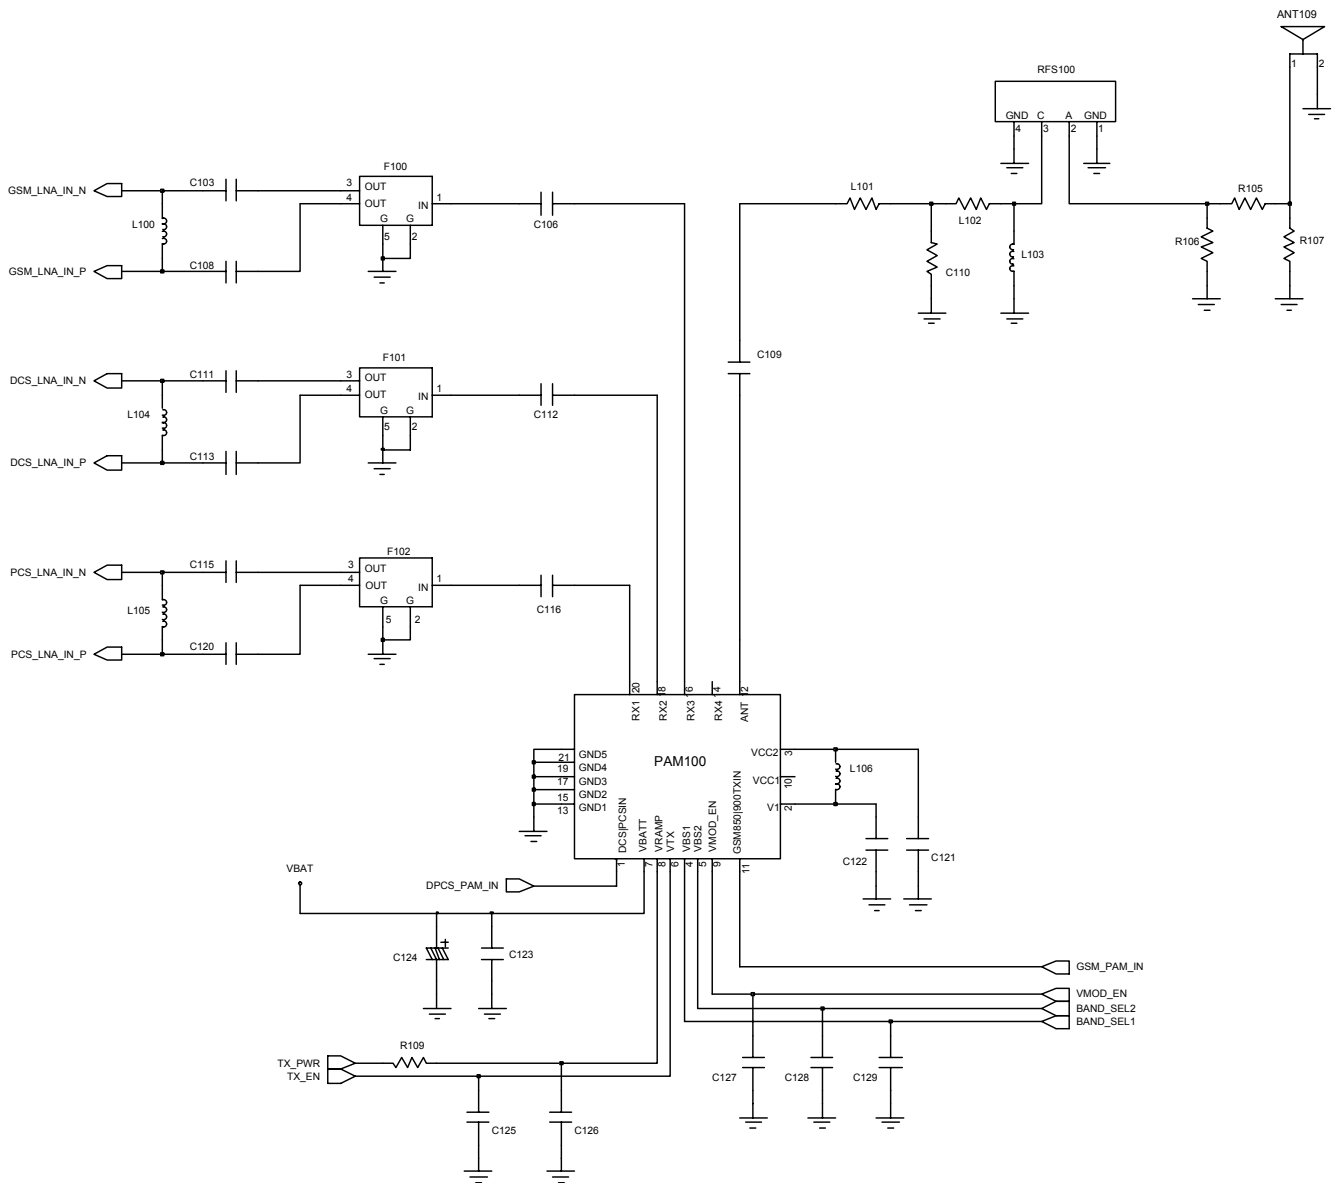 ANT109
1 2
RFS100
GND C A GND
4 3 2 1
F100
GSM_LNA_IN_N
C103
3 OUT
4 OUT
IN 1
G G
5 2
L100
C106
L101
L102
R105
R106
R107
C110
L103
GSM_LNA_IN_P
C108
F101
DCS_LNA_IN_N
C111
3 OUT
4 OUT
IN 1
G G
5 2
L104
C112
C109
DCS_LNA_IN_P
C113
F102
PCS_LNA_IN_N
C115
3 OUT
4 OUT
IN 1
G G
5 2
L105
C116
PCS_LNA_IN_P
C120
20 18 16 14 12
RX1 RX2 RX3 RX4 ANT
PAM100
GND5
21 GND4
19 GND3
17 GND2
15 GND1
13
VCC2 3
VCC1 10
V1 2
L106
C122
C121
DCS|PCSIN VBATT VRAMP VTX VBS1 VBS2 VMOD_EN GSM850|900TXIN
1 7 8 6 4 5 9 11
VBAT
DPCS_PAM_IN
C124 +
C123
GSM_PAM_IN
VMOD_EN
BAND_SEL2
BAND_SEL1
R109
TX_PWR
TX_EN
C127
C128
C129
C125
C126